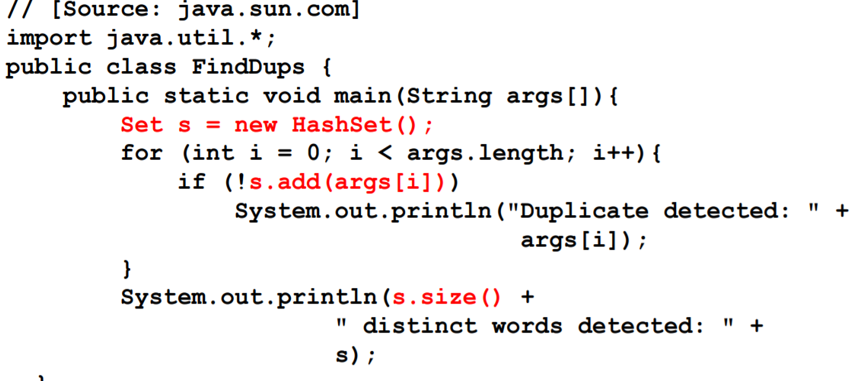 // [Source: java.sun.com]
import java.util.*;
public class FindDups {
    public static void main(String args[]){
        Set s = new HashSet();
        for (int i = 0; i < args.length; i++){
            if (!s.add(args[i]))
                System.out.println("Duplicate detected: " +
                                    args[i]);
        }
        System.out.println(s.size() +
                       " distinct words detected: " +
                       s);
  }